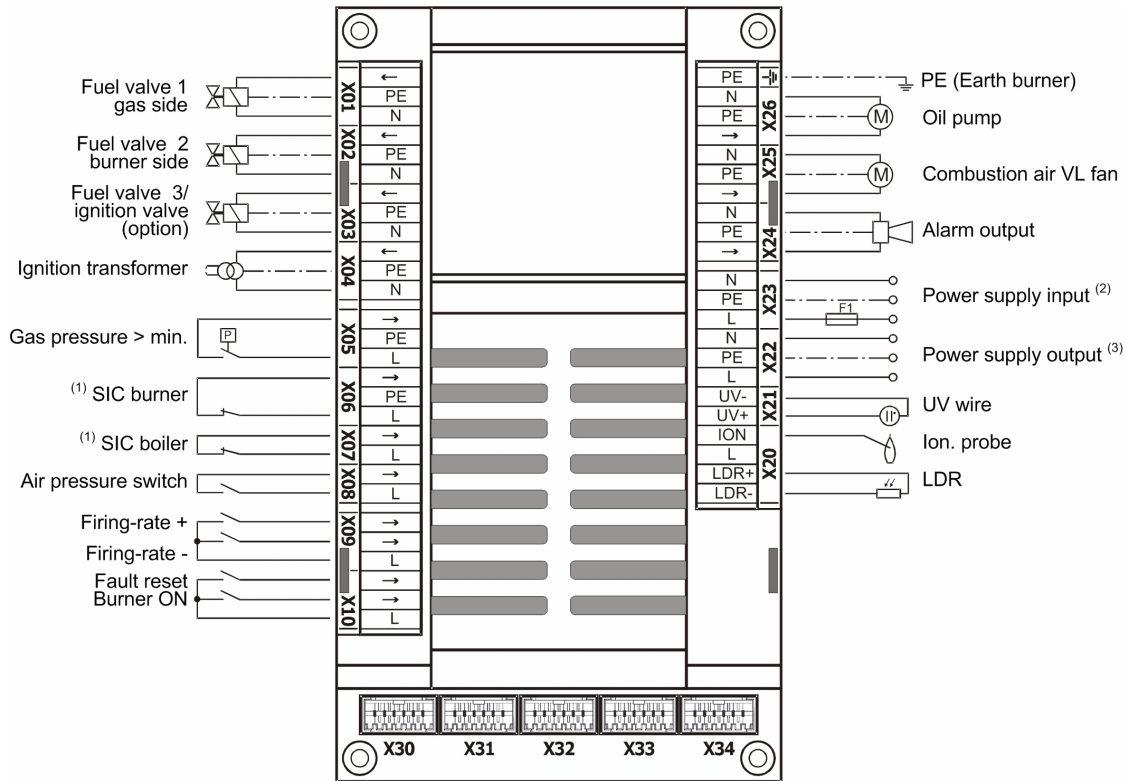 Fuel valve 1
gas side
Fuel valve 2
burner side
Fuel valve 3/
ignition valve
(option)
Ignition transformer
Gas pressure > min.
P
(1) SIC burner
(1) SIC boiler
Air pressure switch
Firing-rate +
Firing-rate -
Fault reset
Burner ON
X01
←
PE
N
X02
←
PE
N
X03
←
PE
N
X04
←
PE
N
X05
→
PE
L
X06
→
PE
L
X07
→
L
X08
→
L
X09
→
→
L
X10
→
→
L
PE
N
PE
→
X26
N
PE
→
X25
N
PE
→
X24
N
PE
L
X23
N
PE
L
X22
UV-
UV+
X21
ION
L
LDR+
LDR-
X20
PE (Earth burner)
M
Oil pump
M
Combustion air VL fan
Alarm output
F1
Power supply input (2)
Power supply output (3)
UV wire
Ion. probe
LDR
X30 X31 X32 X33 X34